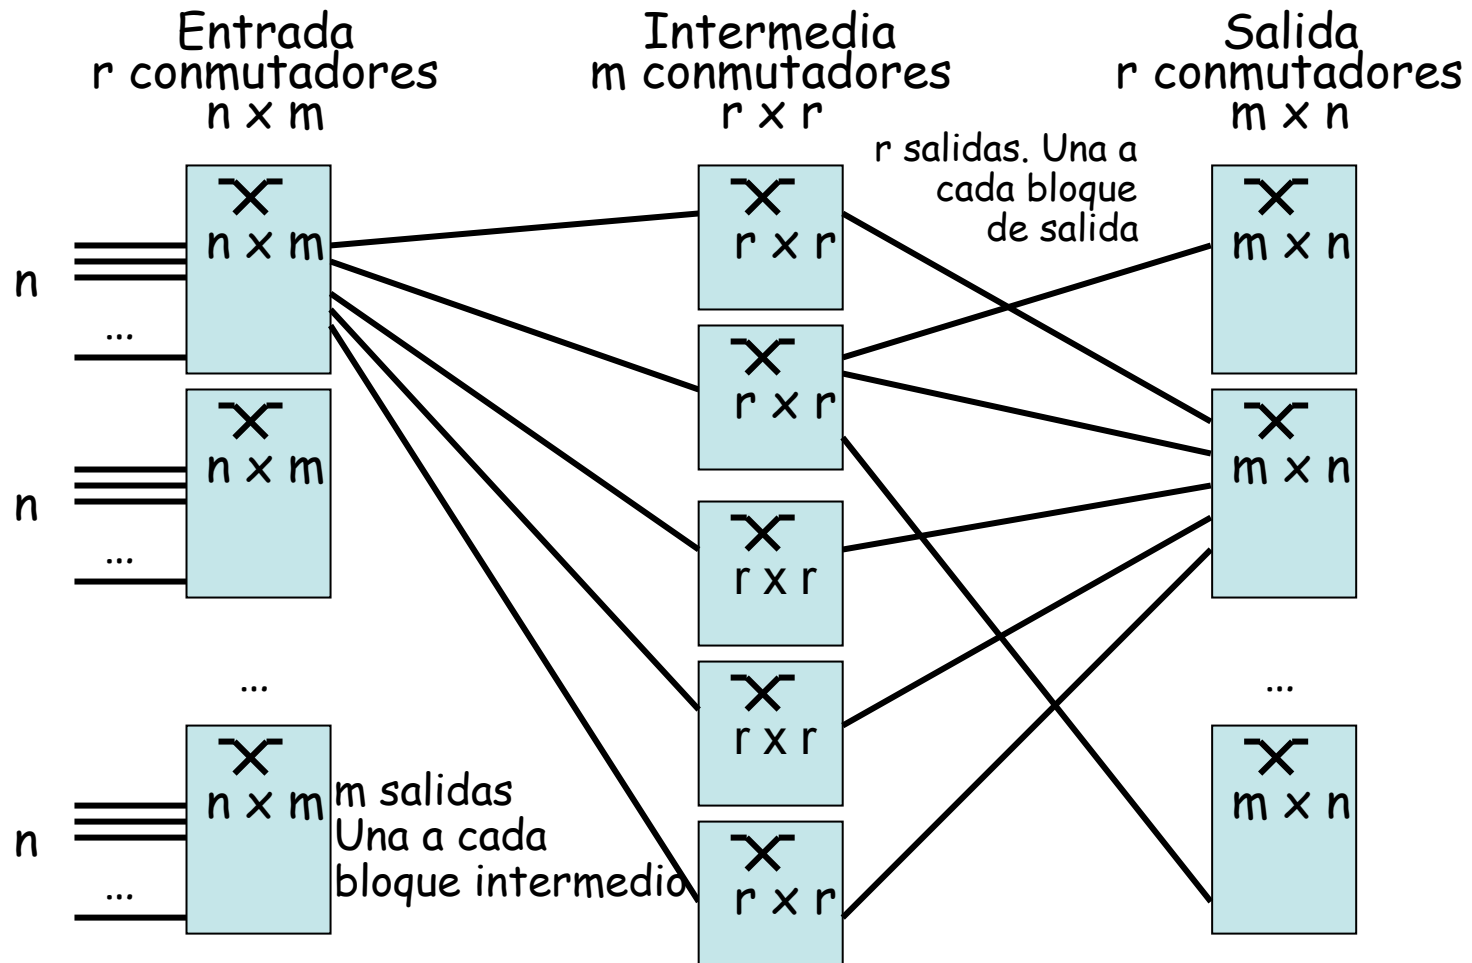 Entrada
r conmutadores
n x m
Intermedia
m conmutadores
r x r
Salida
r conmutadores
m x n
r salidas. Una a
cada bloque
de salida
n x m
n
...
n x m
n
...
...
n x m
n
...
m salidas
Una a cada
bloque intermedio
r x r
r x r
r x r
r x r
r x r
m x n
m x n
...
m x n